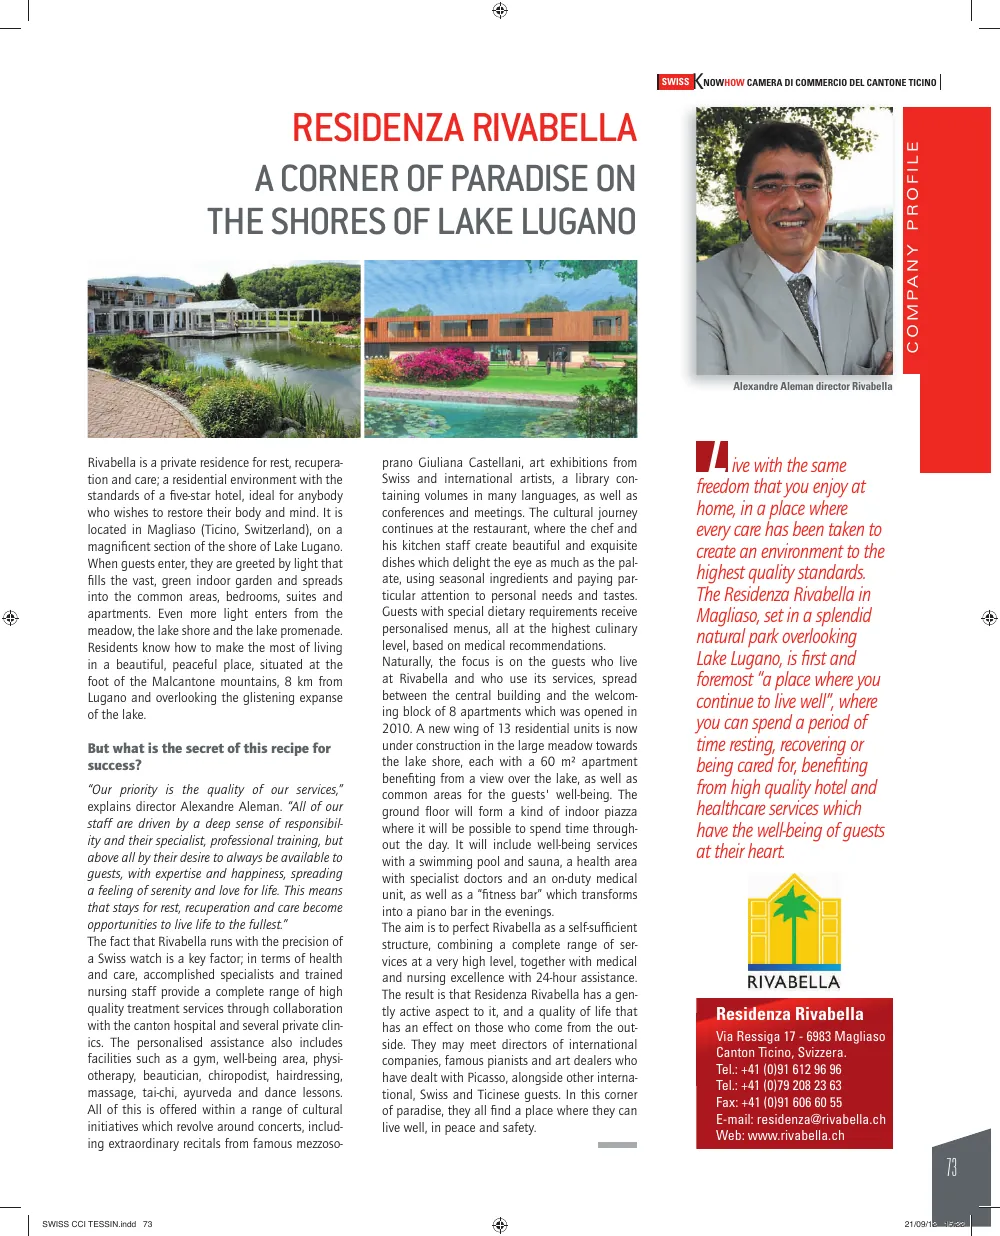 SWISS KNOWHOW CAMERA DI COMMERCIO DEL CANTONE TICINO
RESIDENZA RIVABELLA
A CORNER OF PARADISE ON
THE SHORES OF LAKE LUGANO
COMPANY PROFILE
Alexandre Aleman director Rivabella
Rivabella is a private residence for rest, recupera-
tion and care; a residential environment with the
standards of a five-star hotel, ideal for anybody
who wishes to restore their body and mind. It is
located in Magliaso (Ticino, Switzerland), on a
magnificent section of the shore of Lake Lugano.
When guests enter, they are greeted by light that
fills the vast, green indoor garden and spreads
into the common areas, bedrooms, suites and
apartments. Even more light enters from the
meadow, the lake shore and the lake promenade.
Residents know how to make the most of living
in a beautiful, peaceful place, situated at the
foot of the Malcantone mountains, 8 km from
Lugano and overlooking the glistening expanse
of the lake.
But what is the secret of this recipe for
success?
“Our priority is the quality of our services,”
explains director Alexandre Aleman. “All of our
staff are driven by a deep sense of responsibil-
ity and their specialist, professional training, but
above all by their desire to always be available to
guests, with expertise and happiness, spreading
a feeling of serenity and love for life. This means
that stays for rest, recuperation and care become
opportunities to live life to the fullest.”
The fact that Rivabella runs with the precision of
a Swiss watch is a key factor; in terms of health
and care, accomplished specialists and trained
nursing staff provide a complete range of high
quality treatment services through collaboration
with the canton hospital and several private clin-
ics. The personalised assistance also includes
facilities such as a gym, well-being area, physi-
otherapy, beautician, chiropodist, hairdressing,
massage, tai-chi, ayurveda and dance lessons.
All of this is offered within a range of cultural
initiatives which revolve around concerts, includ-
ing extraordinary recitals from famous mezzoso-
prano Giuliana Castellani, art exhibitions from
Swiss and international artists, a library con-
taining volumes in many languages, as well as
conferences and meetings. The cultural journey
continues at the restaurant, where the chef and
his kitchen staff create beautiful and exquisite
dishes which delight the eye as much as the pal-
ate, using seasonal ingredients and paying par-
ticular attention to personal needs and tastes.
Guests with special dietary requirements receive
personalised menus, all at the highest culinary
level, based on medical recommendations.
Naturally, the focus is on the guests who live
at Rivabella and who use its services, spread
between the central building and the welcom-
ing block of 8 apartments which was opened in
2010. A new wing of 13 residential units is now
under construction in the large meadow towards
the lake shore, each with a 60 m² apartment
benefiting from a view over the lake, as well as
common areas for the guests' well-being. The
ground floor will form a kind of indoor piazza
where it will be possible to spend time through-
out the day. It will include well-being services
with a swimming pool and sauna, a health area
with specialist doctors and an on-duty medical
unit, as well as a “fitness bar” which transforms
into a piano bar in the evenings.
The aim is to perfect Rivabella as a self-sufficient
structure, combining a complete range of ser-
vices at a very high level, together with medical
and nursing excellence with 24-hour assistance.
The result is that Residenza Rivabella has a gen-
tly active aspect to it, and a quality of life that
has an effect on those who come from the out-
side. They may meet directors of international
companies, famous pianists and art dealers who
have dealt with Picasso, alongside other interna-
tional, Swiss and Ticinese guests. In this corner
of paradise, they all find a place where they can
live well, in peace and safety.
Live with the same
freedom that you enjoy at
home, in a place where
every care has been taken to
create an environment to the
highest quality standards.
The Residenza Rivabella in
Magliaso, set in a splendid
natural park overlooking
Lake Lugano, is first and
foremost “a place where you
continue to live well”, where
you can spend a period of
time resting, recovering or
being cared for, benefiting
from high quality hotel and
healthcare services which
have the well-being of guests
at their heart.
RIVABELLA
Residenza Rivabella
Via Ressiga 17 - 6983 Magliaso
Canton Ticino, Svizzera.
Tel.: +41 (0)91 612 96 96
Tel.: +41 (0)79 208 23 63
Fax: +41 (0)91 606 60 55
E-mail: residenza@rivabella.ch
Web: www.rivabella.ch
73
SWISS CCI TESSIN.indd 73